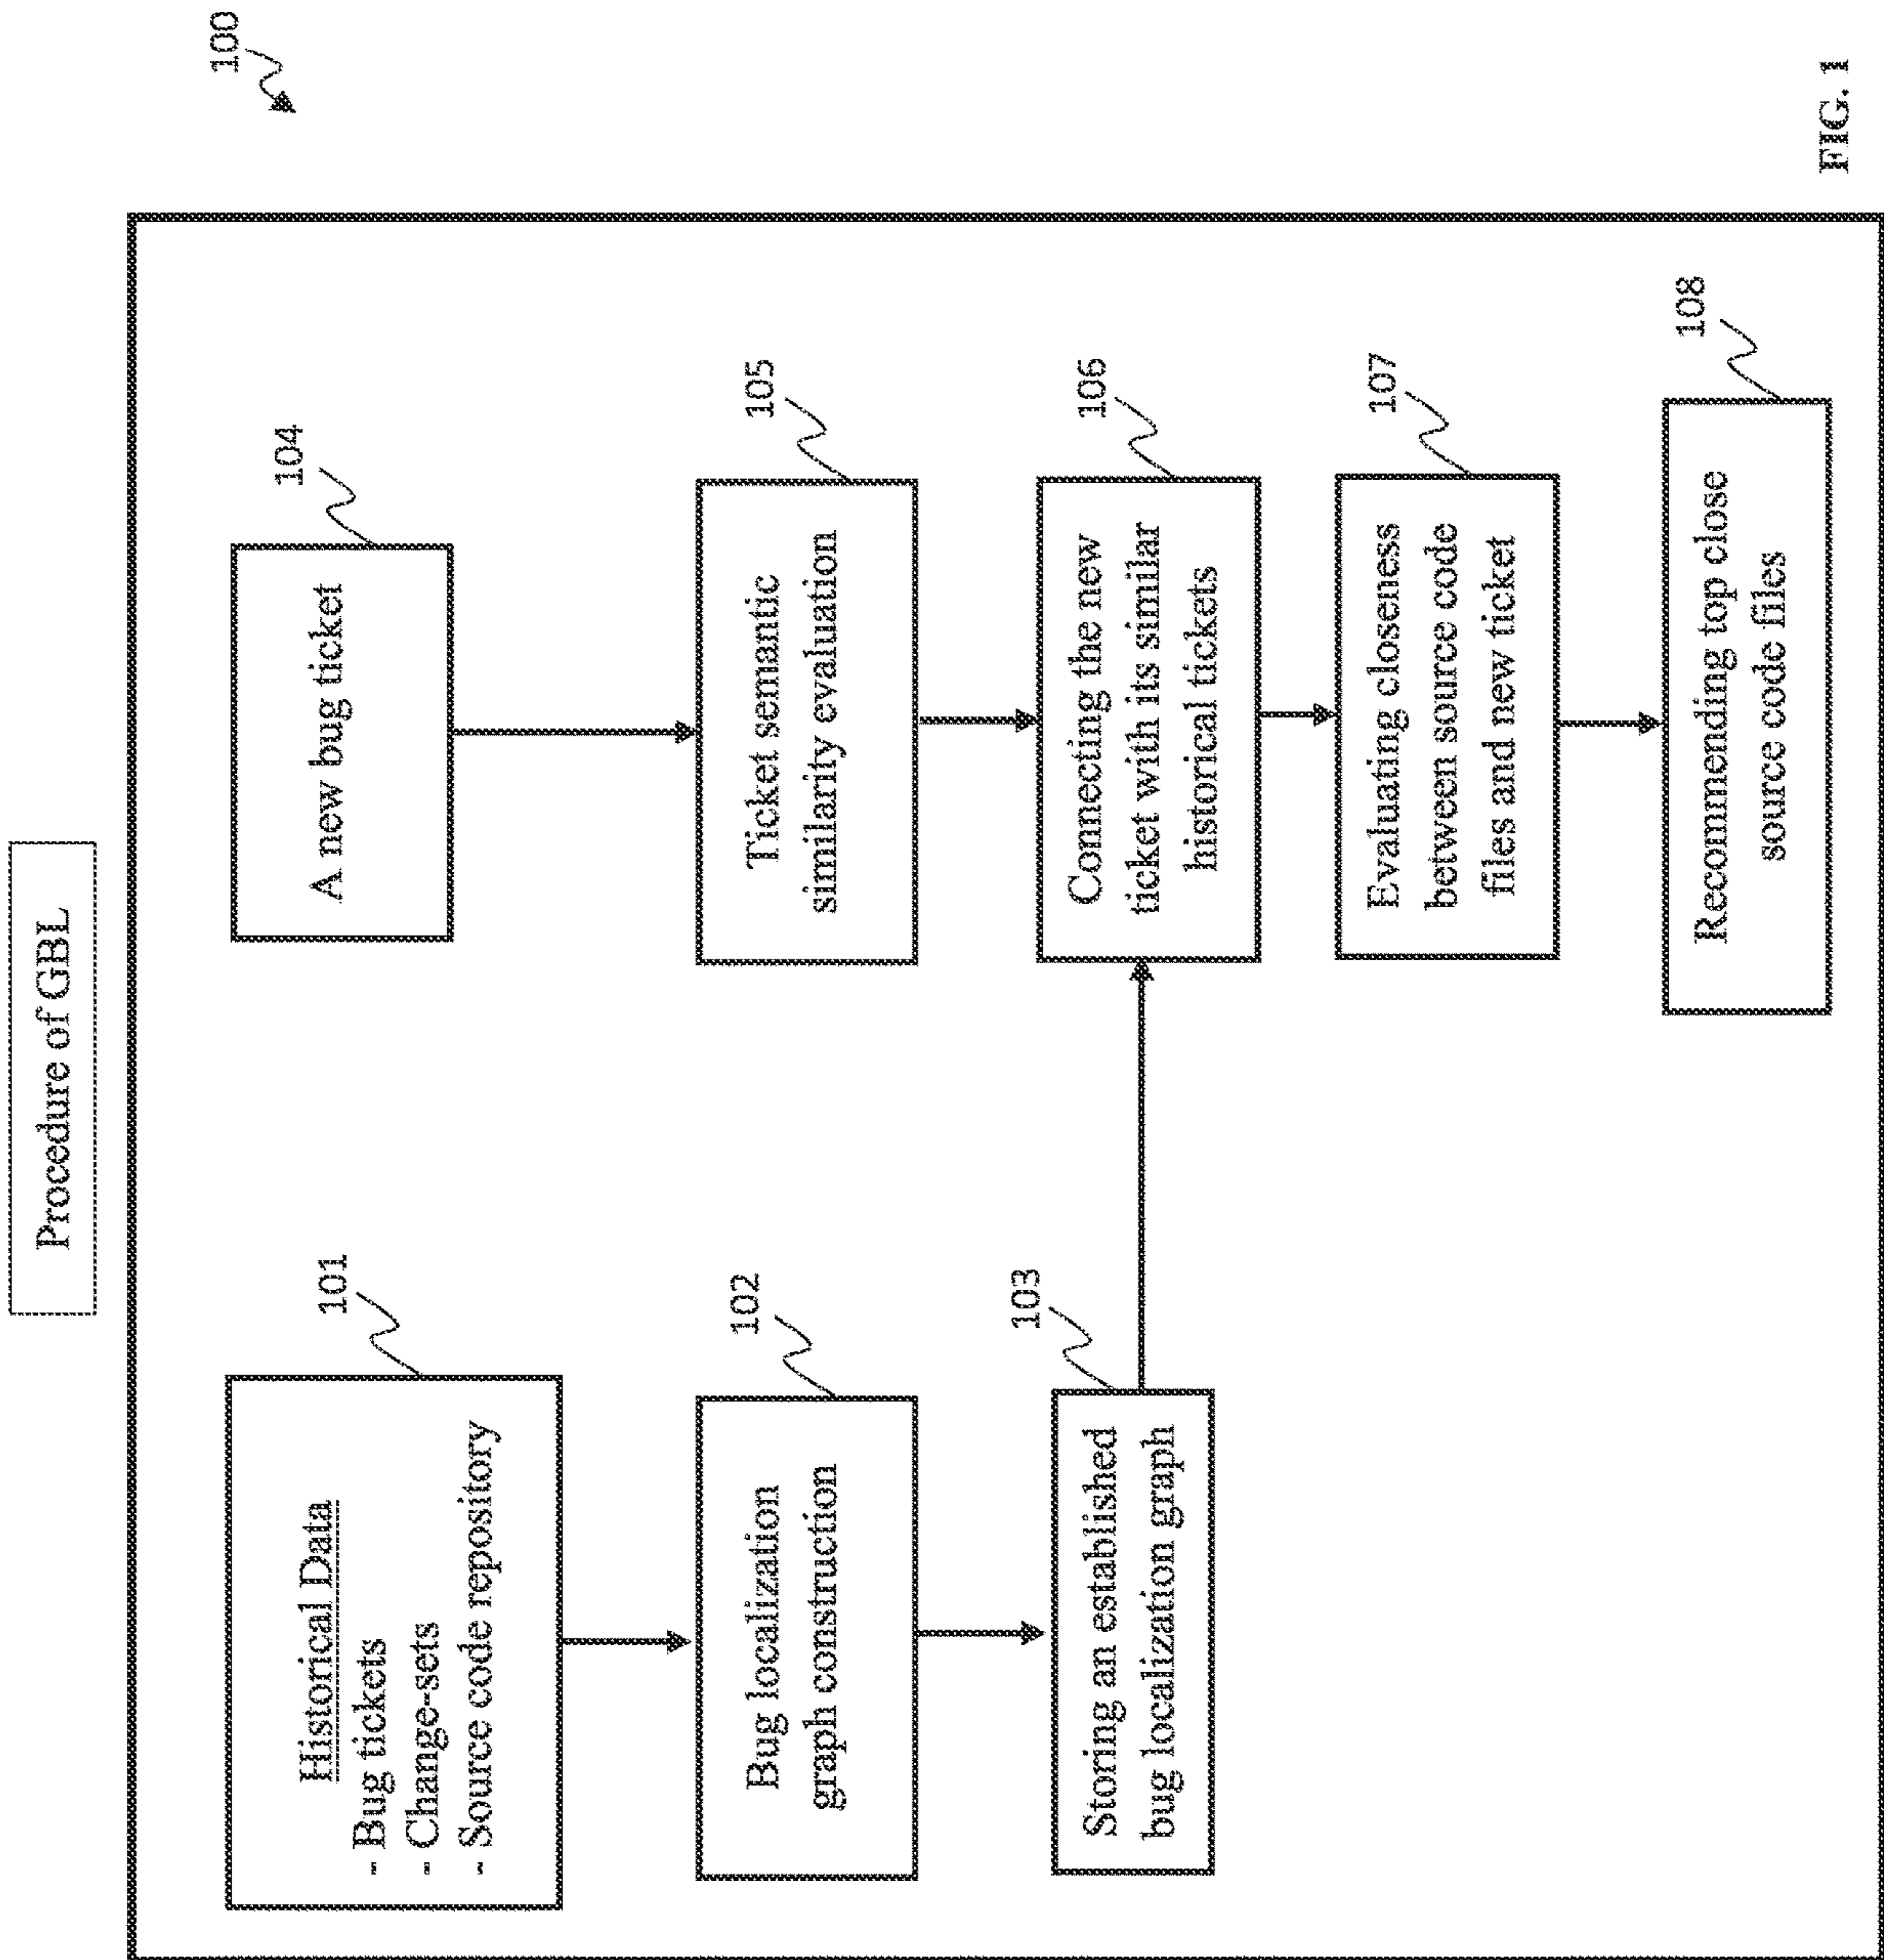 Procedure of GBL
100
101
Historical Data
- Bug tickets
- Change-sets
- Source code repository
102
Bug localization
graph construction
103
Storing an established
bug localization graph
104
A new bug ticket
105
Ticket semantic
similarity evaluation
106
Connecting the new
ticket with its similar
historical tickets
107
Evaluating closeness
between source code
files and new ticket
108
Recommending top close
source code files
FIG. 1